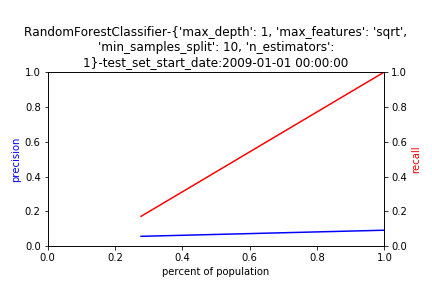 RandomForestClassifier-{'max_depth': 1, 'max_features': 'sqrt',
'min_samples_split': 10, 'n_estimators':
1}-test_set_start_date:2009-01-01 00:00:00
1.0
0.8
0.6
0.4
0.2
0.0
precision
1.0
0.8
0.6
0.4
0.2
0.0
recall
0.0 0.2 0.4 0.6 0.8 1.0
percent of population